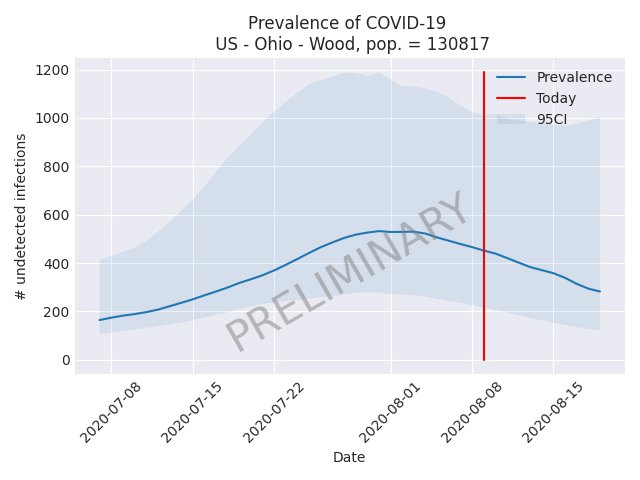 Prevalence of COVID-19
US - Ohio - Wood, pop. = 130817
1200
1000
800
600
400
200
0
# undetected infections
Prevalence
Today
95CI
PRELIMINARY
2020-07-08
2020-07-15
2020-07-22
2020-08-01
2020-08-08
2020-08-15
Date